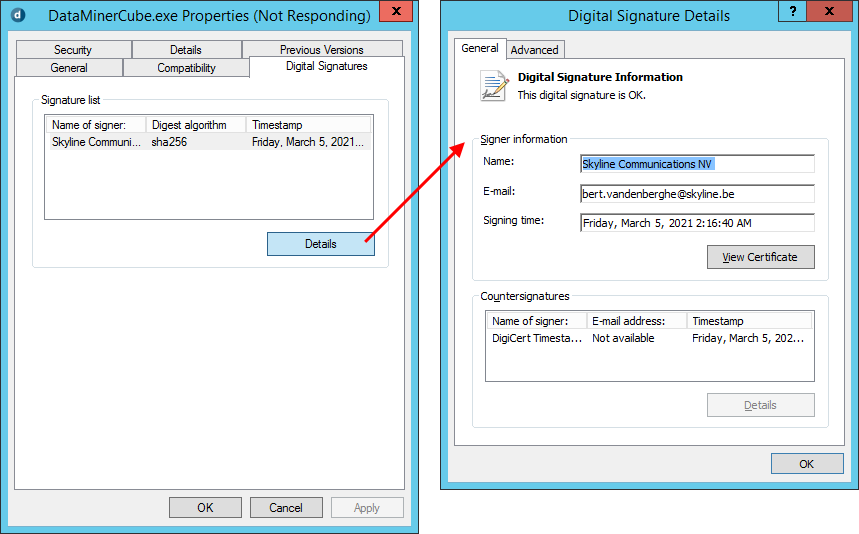 DataMinerCube.exe Properties (Not Responding)
Security Details Previous Versions
General Compatibility Digital Signatures
Signature list
Name of signer: Digest algorithm Timestamp
Skyline Communi... sha256 Friday, March 5, 2021...
Details
OK Cancel Apply
Digital Signature Details
General Advanced
Digital Signature Information
This digital signature is OK.
Signer information
Name: Skyline Communications NV
E-mail: bert.vandenberghe@skyline.be
Signing time: Friday, March 5, 2021 2:16:40 AM
View Certificate
Countersignatures
Name of signer: E-mail address: Timestamp
DigiCert Timesta... Not available Friday, March 5, 202...
Details
OK